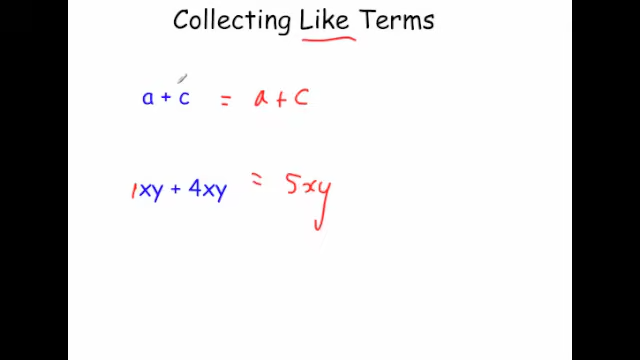 Collecting Like Terms
a + c = a + c
1xy + 4xy = 5xy